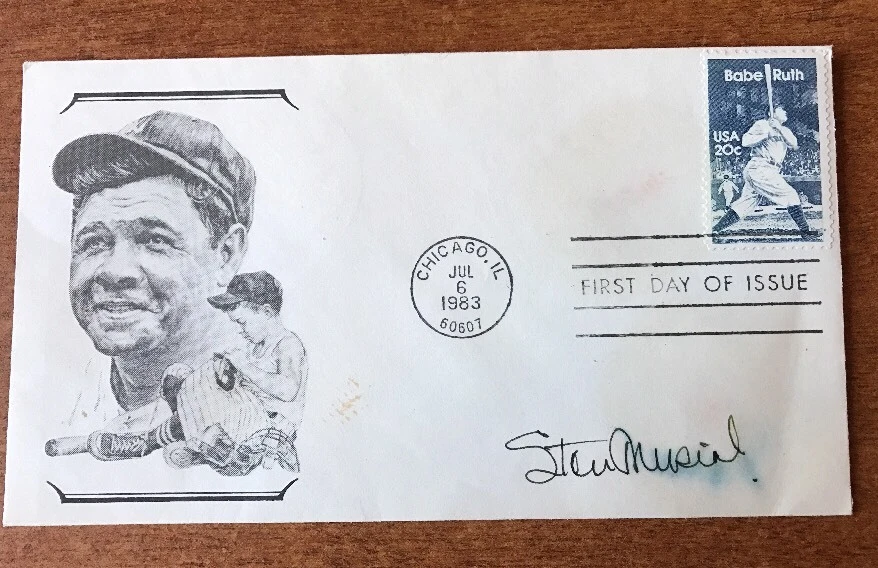 Babe Ruth
USA
20c
CHICAGO, IL
JUL
6
1983
60607
FIRST DAY OF ISSUE
Stan Musial